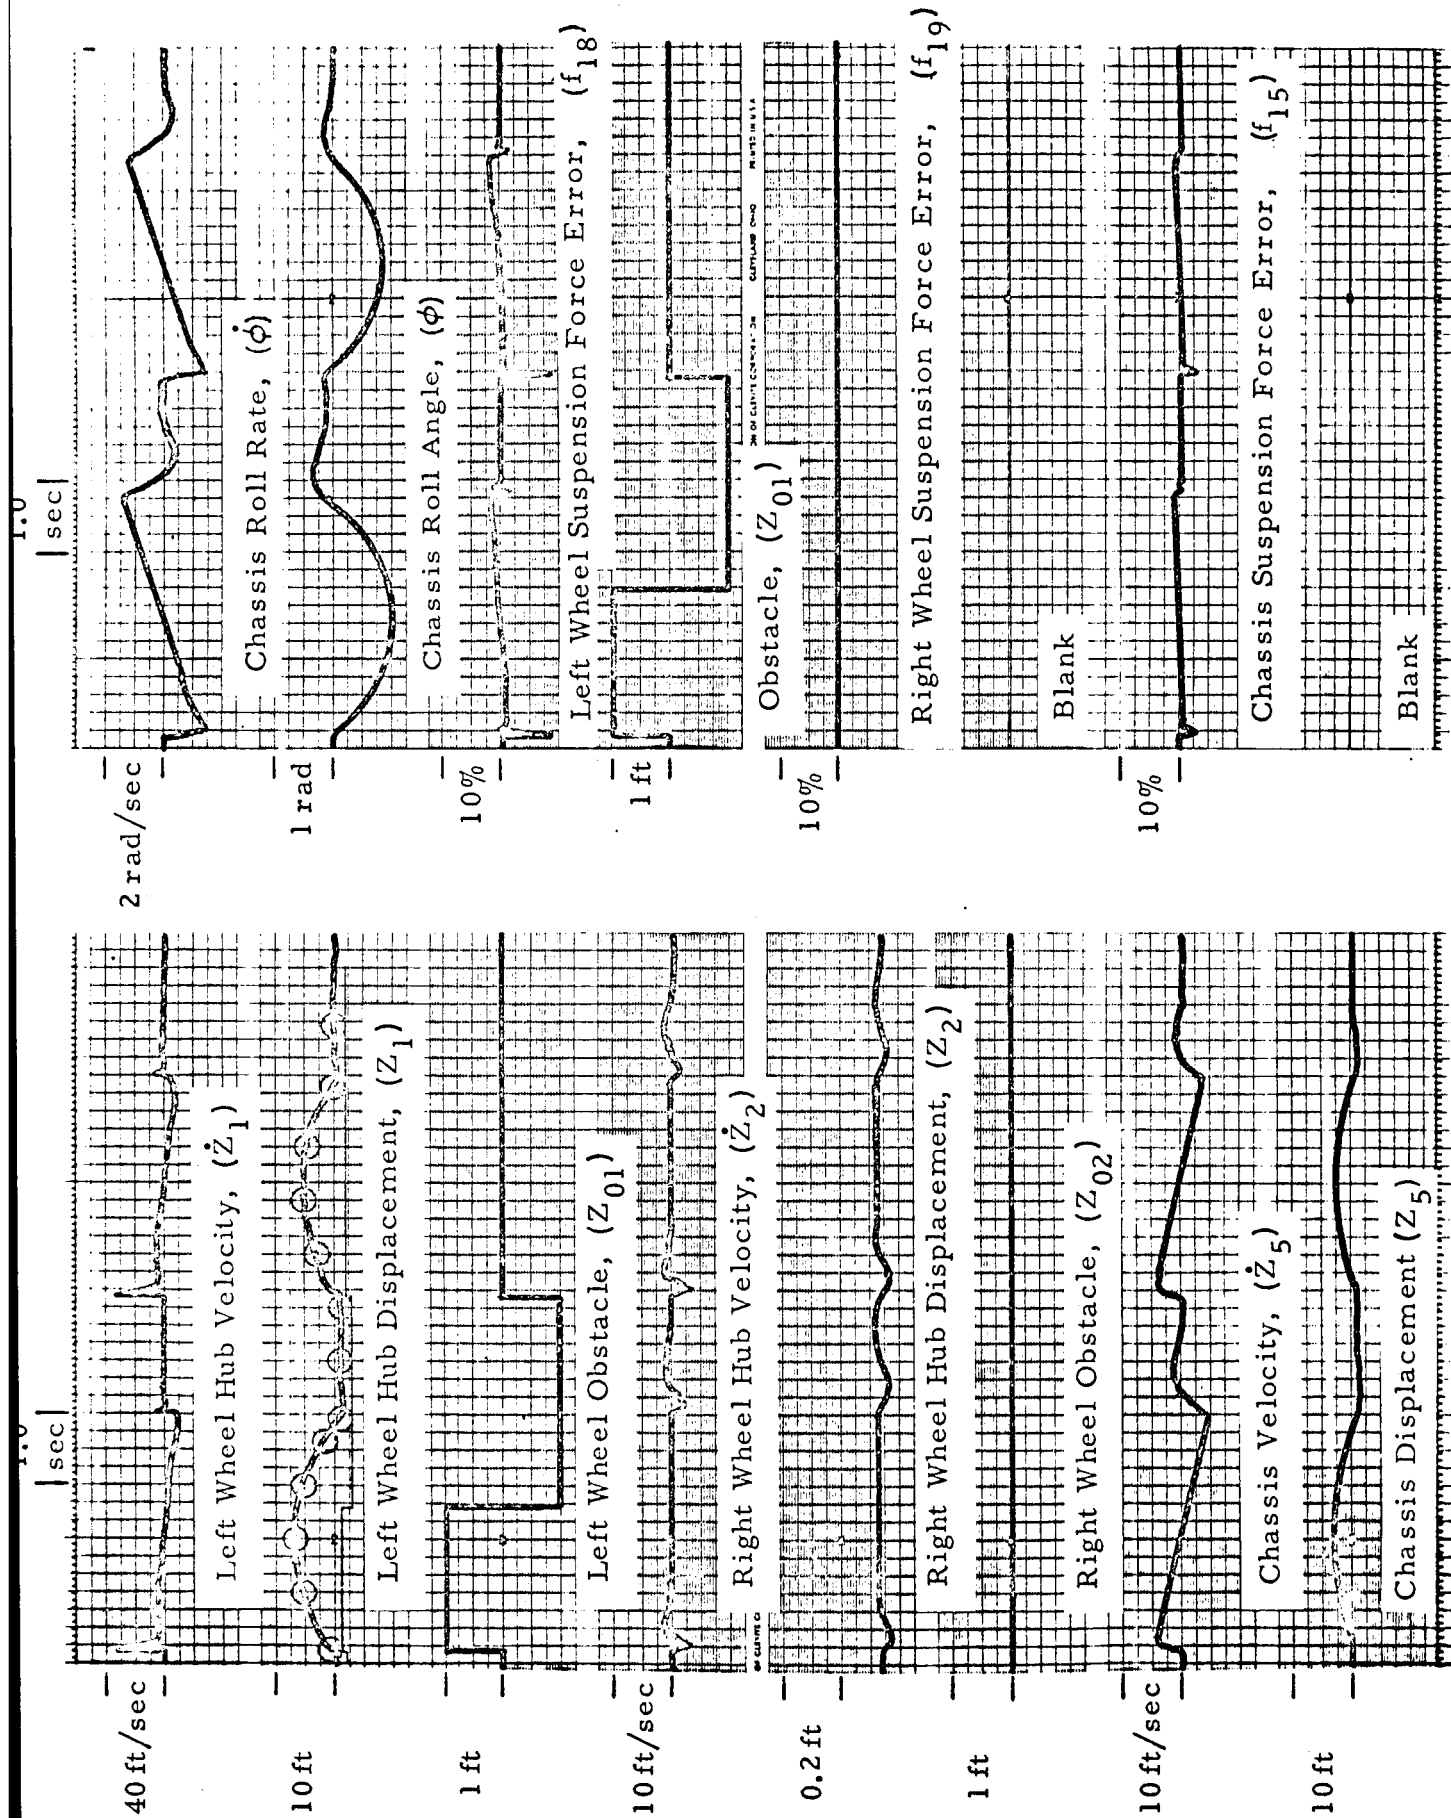 1.0
sec
2 rad/sec
Chassis Roll Rate, (φ̇)
1 rad
Chassis Roll Angle, (φ)
10%
Left Wheel Suspension Force Error, (f18)
1 ft
Obstacle, (Z01)
CLEVELAND, OHIO PRINTED IN U.S.A.
10%
Right Wheel Suspension Force Error, (f19)
Blank
10%
Chassis Suspension Force Error, (f15)
Blank
1.0
sec
40 ft/sec
Left Wheel Hub Velocity, (Ż1)
10 ft
Left Wheel Hub Displacement, (Z1)
1 ft
Left Wheel Obstacle, (Z01)
10 ft/sec
Right Wheel Hub Velocity, (Ż2)
0.2 ft
Right Wheel Hub Displacement, (Z2)
1 ft
Right Wheel Obstacle, (Z02)
10 ft/sec
Chassis Velocity, (Ż5)
10 ft
Chassis Displacement (Z5)